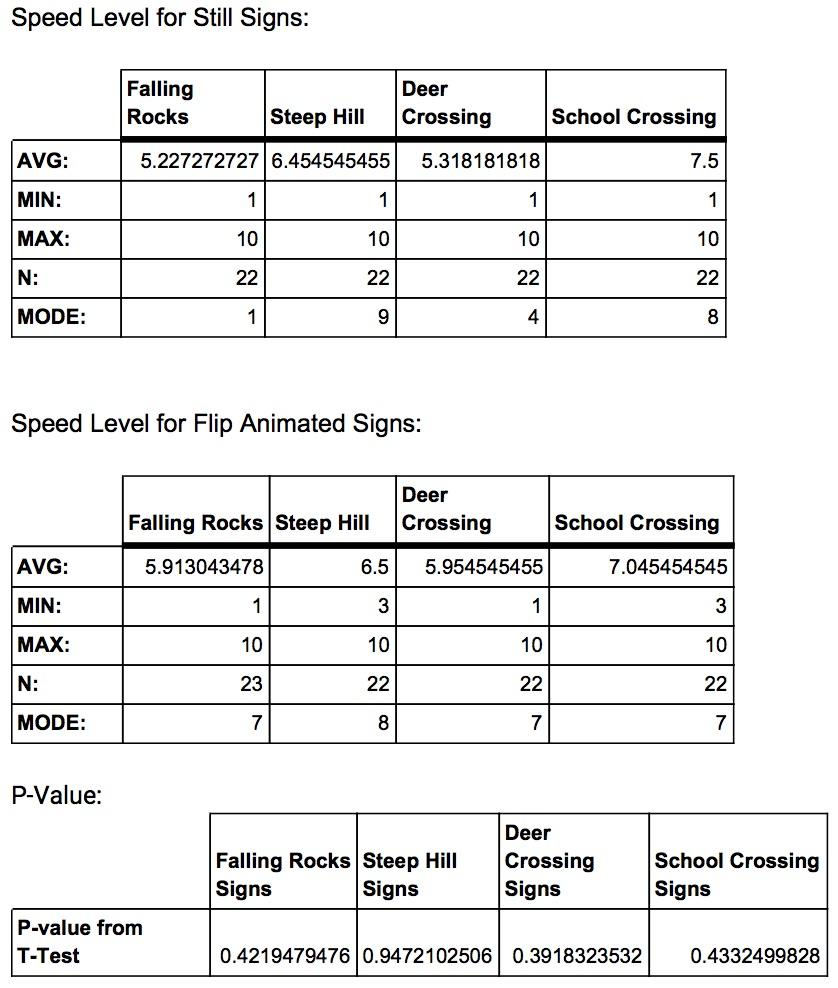 Speed Level for Still Signs:
Falling Rocks Steep Hill Deer Crossing School Crossing
AVG: 5.227272727 6.454545455 5.318181818 7.5
MIN: 1 1 1 1
MAX: 10 10 10 10
N: 22 22 22 22
MODE: 1 9 4 8
Speed Level for Flip Animated Signs:
Falling Rocks Steep Hill Deer Crossing School Crossing
AVG: 5.913043478 6.5 5.954545455 7.045454545
MIN: 1 3 1 3
MAX: 10 10 10 10
N: 23 22 22 22
MODE: 7 8 7 7
P-Value:
Falling Rocks Signs Steep Hill Signs Deer Crossing Signs School Crossing Signs
P-value from T-Test 0.4219479476 0.9472102506 0.3918323532 0.4332499828